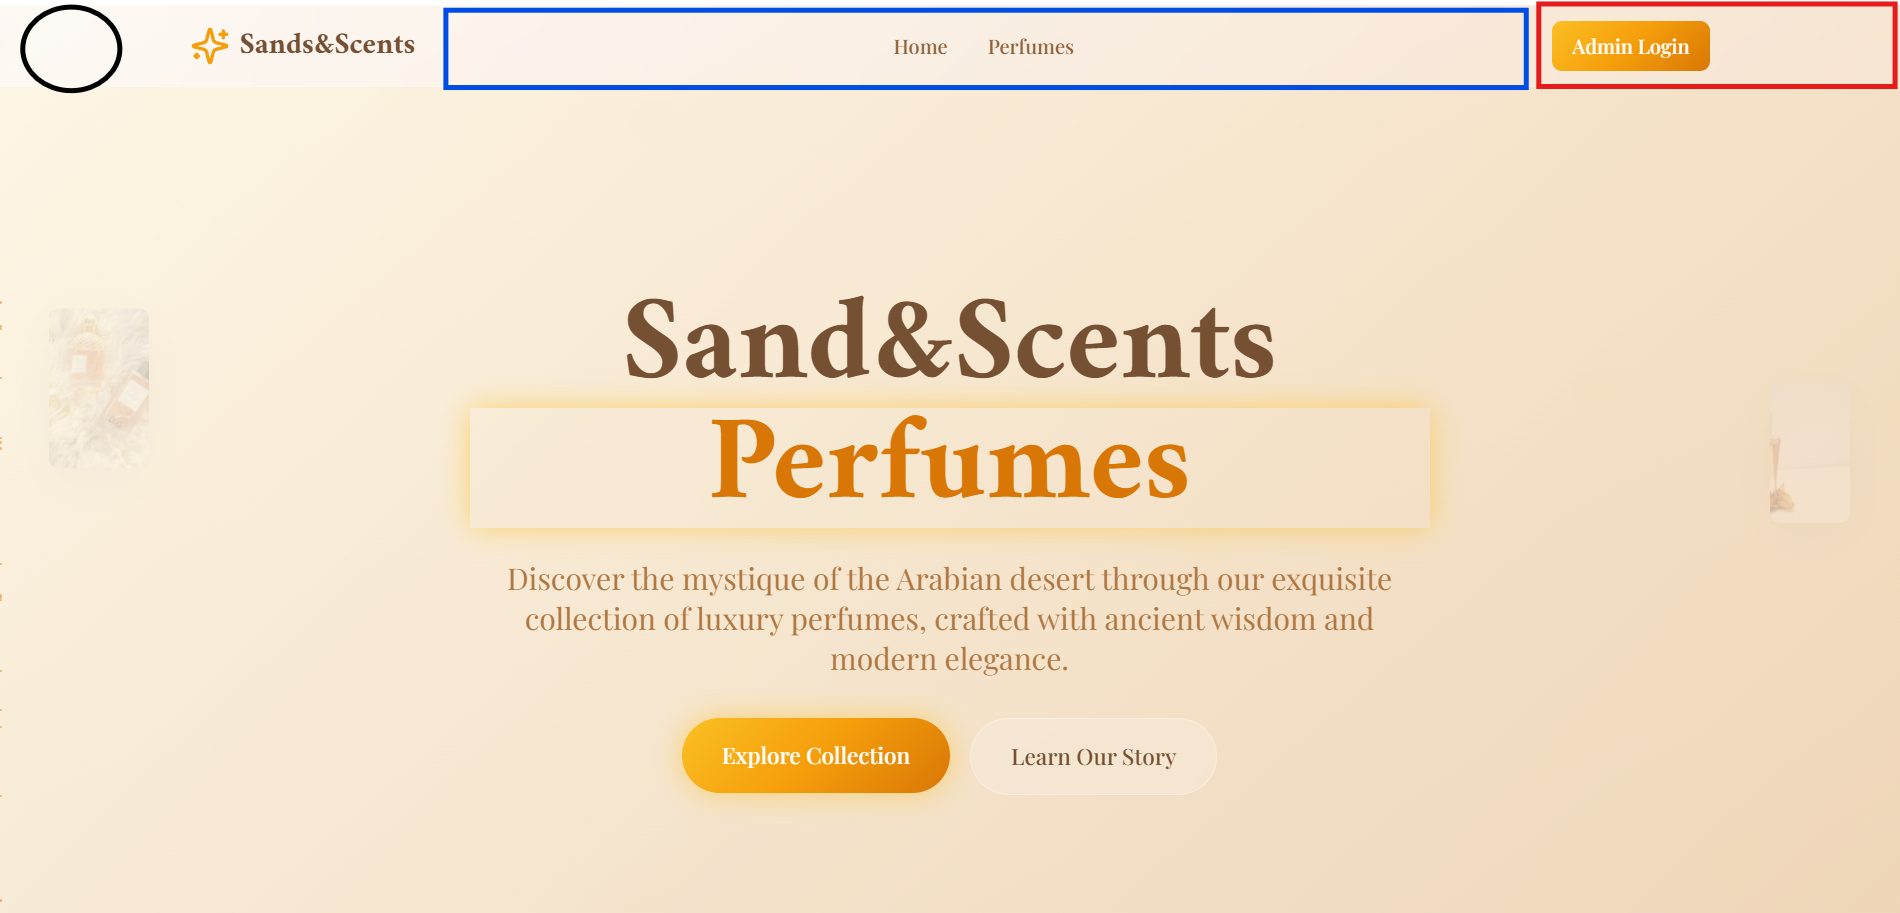 Sands&Scents
Home
Perfumes
Admin Login
Sand&Scents
Perfumes
Discover the mystique of the Arabian desert through our exquisite
collection of luxury perfumes, crafted with ancient wisdom and
modern elegance.
Explore Collection
Learn Our Story